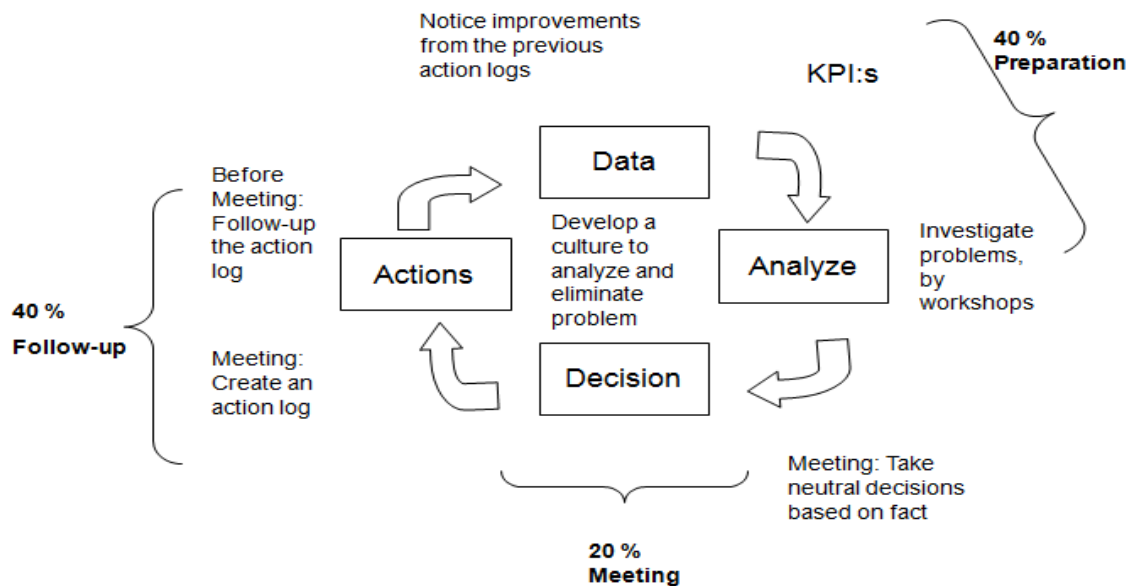 Notice improvements
from the previous
action logs
KPI:s
40 %
Preparation
Data
Before
Meeting:
Follow-up
the action
log
Actions
Develop a
culture to
analyze and
eliminate
problem
Analyze
Investigate
problems,
by
workshops
40 %
Follow-up
Meeting:
Create an
action log
Decision
Meeting: Take
neutral decisions
based on fact
20 %
Meeting